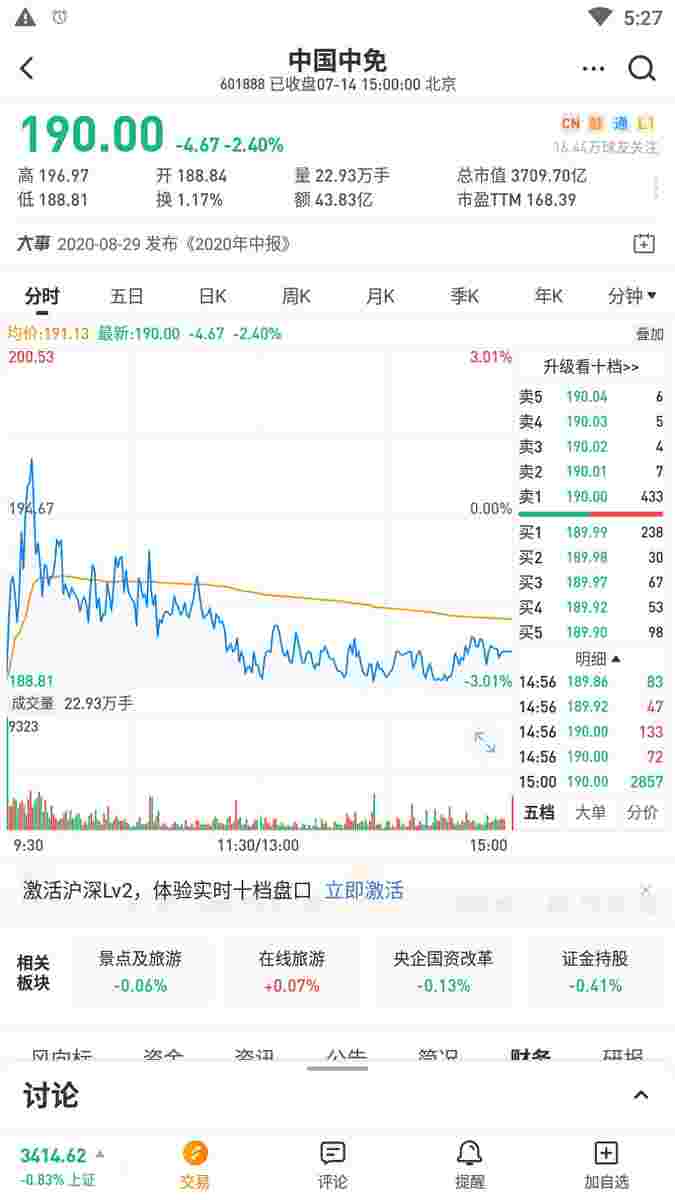 5:27
中国中免
601888 已收盘07-14 15:00:00 北京
190.00 -4.67 -2.40%
CN 融 通 L1
16.44万球友关注
高 196.97 开 188.84 量 22.93万手 总市值 3709.70亿
低 188.81 换 1.17% 额 43.83亿 市盈TTM 168.39
大事 2020-08-29 发布《2020年中报》
分时 五日 日K 周K 月K 季K 年K 分钟
均价:191.13 最新:190.00 -4.67 -2.40% 叠加
200.53 3.01%
194.67 0.00%
188.81 -3.01%
成交量 22.93万手
9323
9:30 11:30/13:00 15:00
升级看十档>>
卖5 190.04 6
卖4 190.03 5
卖3 190.02 4
卖2 190.01 7
卖1 190.00 433
买1 189.99 238
买2 189.98 30
买3 189.97 67
买4 189.92 53
买5 189.90 98
明细
14:56 189.86 83
14:56 189.92 47
14:56 190.00 133
14:56 190.00 72
15:00 190.00 2857
五档 大单 分价
激活沪深Lv2，体验实时十档盘口 立即激活
相关板块
景点及旅游 在线旅游 央企国资改革 证金持股
-0.06% +0.07% -0.13% -0.41%
风向标 资金 资讯 公告 简况 财务 研报
讨论
3414.62
-0.83% 上证
交易 评论 提醒 加自选